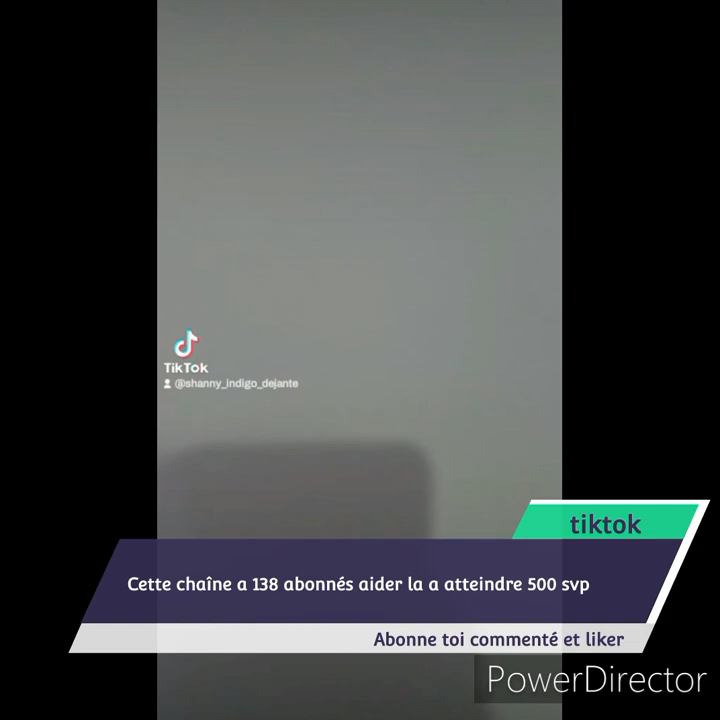 TikTok
@shanny_indigo_dejante
tiktok
Cette chaîne a 138 abonnés aider la a atteindre 500 svp
Abonne toi commenté et liker
PowerDirector